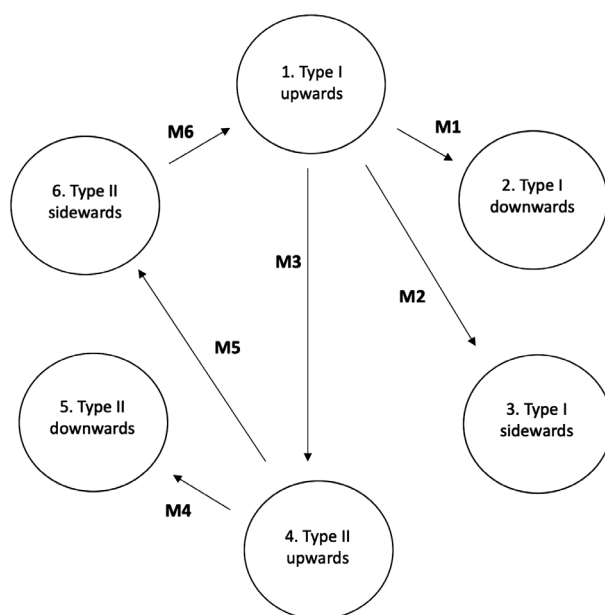 1. Type I
upwards
M6
M1
6. Type II
sidewards
2. Type I
downwards
M3
M2
M5
5. Type II
downwards
3. Type I
sidewards
M4
4. Type II
upwards